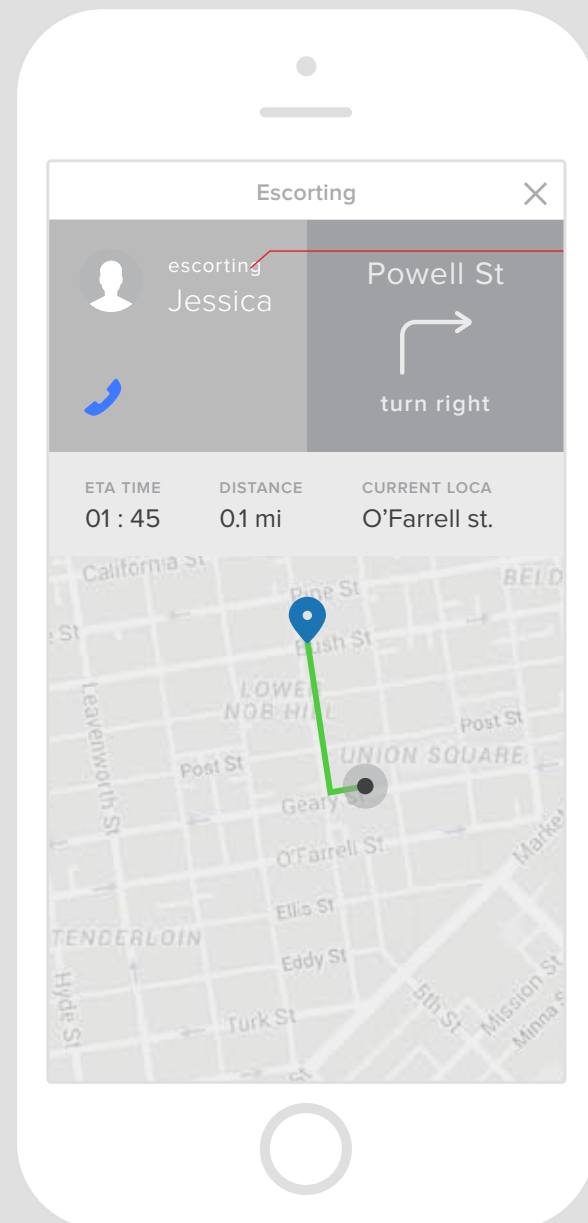 Escorting
escorting
Jessica
Powell St
turn right
ETA TIME
01 : 45
DISTANCE
0.1 mi
CURRENT LOCA
O'Farrell st.
California St
BELD
Pine St
St
Bush St
LOWER
NOB HILL
Leavenworth St
Post St
UNION SQUARE
Post St
Geary St
Market
O'Farrell St
Ellis St
TENDERLOIN
Eddy St
Hyde St
5th St
Mission St
Minna S
Turk St
St